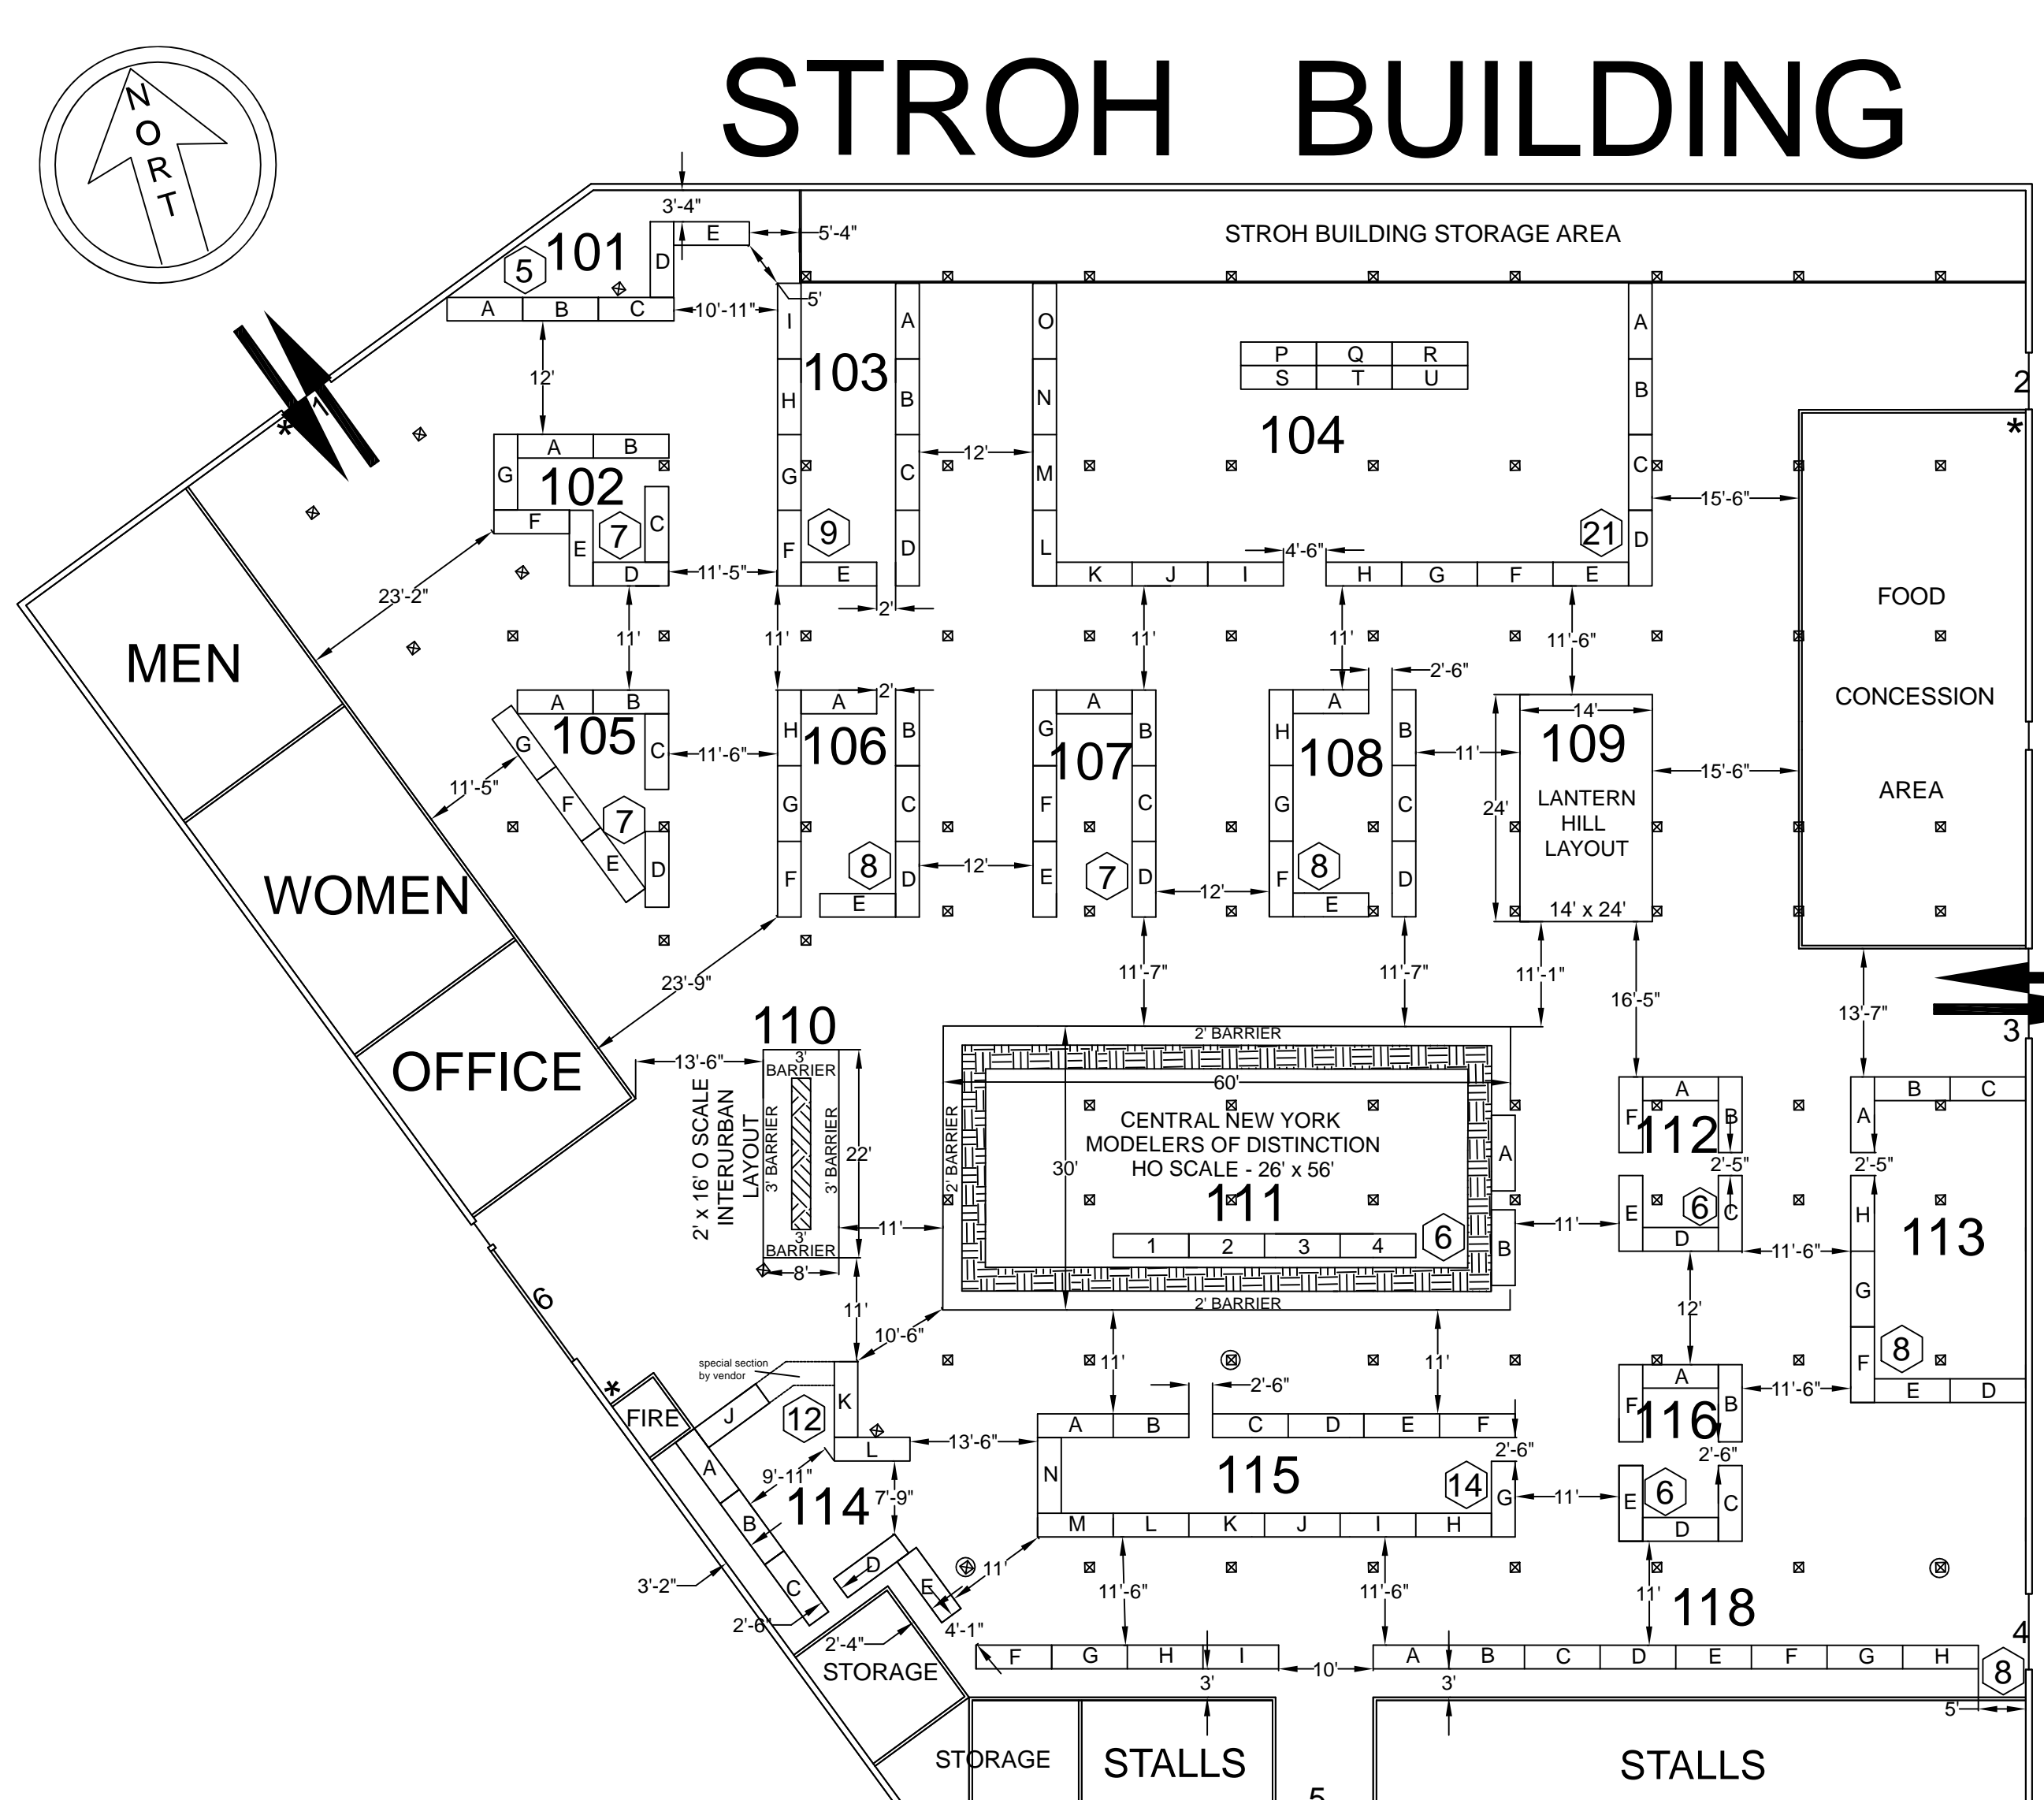 STROH BUILDING
N
O
R
T
STROH BUILDING STORAGE AREA
3'-4"
E
5'-4"
101
D
5
A B C
10'-11"
5'
12'
1
*
2
*
103
I
H
G
F
9
E
A
B
C
D
2'
12'
O
N
M
L
P Q R
S T U
104
21
A
B
C
D
4'-6"
K J I
H G F E
15'-6"
A B
G
102
F
7
C
E
D
11'-5"
23'-2"
MEN
WOMEN
OFFICE
FOOD
CONCESSION
AREA
11'
11'
11'
11'
11'-6"
2'-6"
A B
105
G
F
E
7
C
D
11'-5"
11'-6"
23'-9"
A
2'
H
G
F
106
8
E
B
C
D
12'
A
G
F
E
107
7
B
C
D
12'
A
H
G
F
108
8
E
B
C
D
11'
14'
109
LANTERN
HILL
LAYOUT
24'
14' x 24'
15'-6"
11'-7"
11'-7"
11'-1"
16'-5"
13'-7"
3
110
13'-6"
3'
BARRIER
3' BARRIER
3' BARRIER
3'
BARRIER
22'
8'
2' x 16' O SCALE
INTERURBAN
LAYOUT
11'
11'
10'-6"
2' BARRIER
60'
2' BARRIER
30'
CENTRAL NEW YORK
MODELERS OF DISTINCTION
HO SCALE - 26' x 56'
111
1 2 3 4
6
A
B
2' BARRIER
11'
A
F
112
B
2'-5"
E
6
C
D
11'-6"
12'
B C
A
2'-5"
H
G
F
113
8
E D
6
*
FIRE
special section
by vendor
J
K
12
L
13'-6"
A
B
C
9'-11"
114
7'-9"
D
E
11'
3'-2"
2'-6"
2'-4"
4'-1"
STORAGE
11'
11'
2'-6"
A B
C D E F
2'-6"
N
115
14
G
M L K J I H
11'
A
F
116
B
11'-6"
2'-6"
E
6
C
D
11'-6"
11'-6"
11'
118
4
F G H I
10'
A B C D E F G H
8
3'
3'
5'
STORAGE
STALLS
STALLS
5